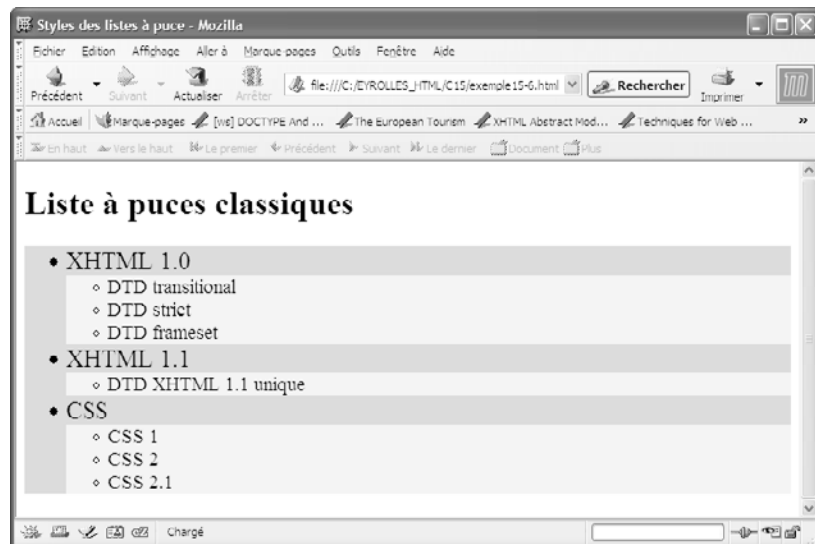 Styles des listes à puce - Mozilla
Fichier Edition Affichage Aller à Marque-pages Outils Fenêtre Aide
Précédent Suivant Actualiser Arrêter file:///C:/EYROLLES_HTML/C15/exemple15-6.html Rechercher Imprimer
Accueil Marque-pages [ws] DOCTYPE And ... The European Tourism XHTML Abstract Mod... Techniques for Web ... »
En haut Vers le haut Le premier Précédent Suivant Le dernier Document Plus
Liste à puces classiques
• XHTML 1.0
◦ DTD transitional
◦ DTD strict
◦ DTD frameset
• XHTML 1.1
◦ DTD XHTML 1.1 unique
• CSS
◦ CSS 1
◦ CSS 2
◦ CSS 2.1
Chargé